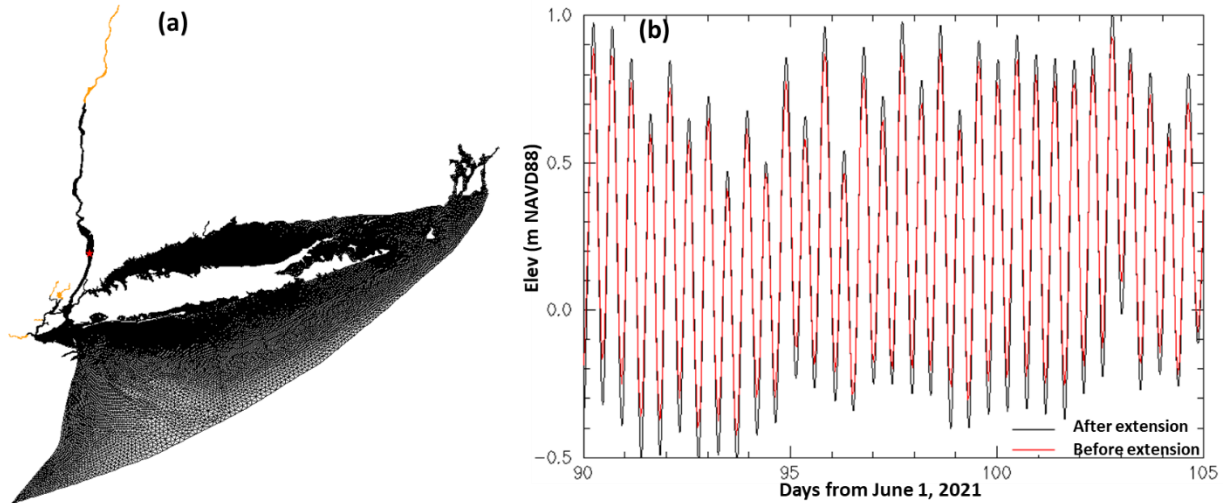 (a)
(b)
Elev (m NAVD88)
1.0
0.5
0.0
−0.5
After extension
Before extension
90
95
100
105
Days from June 1, 2021